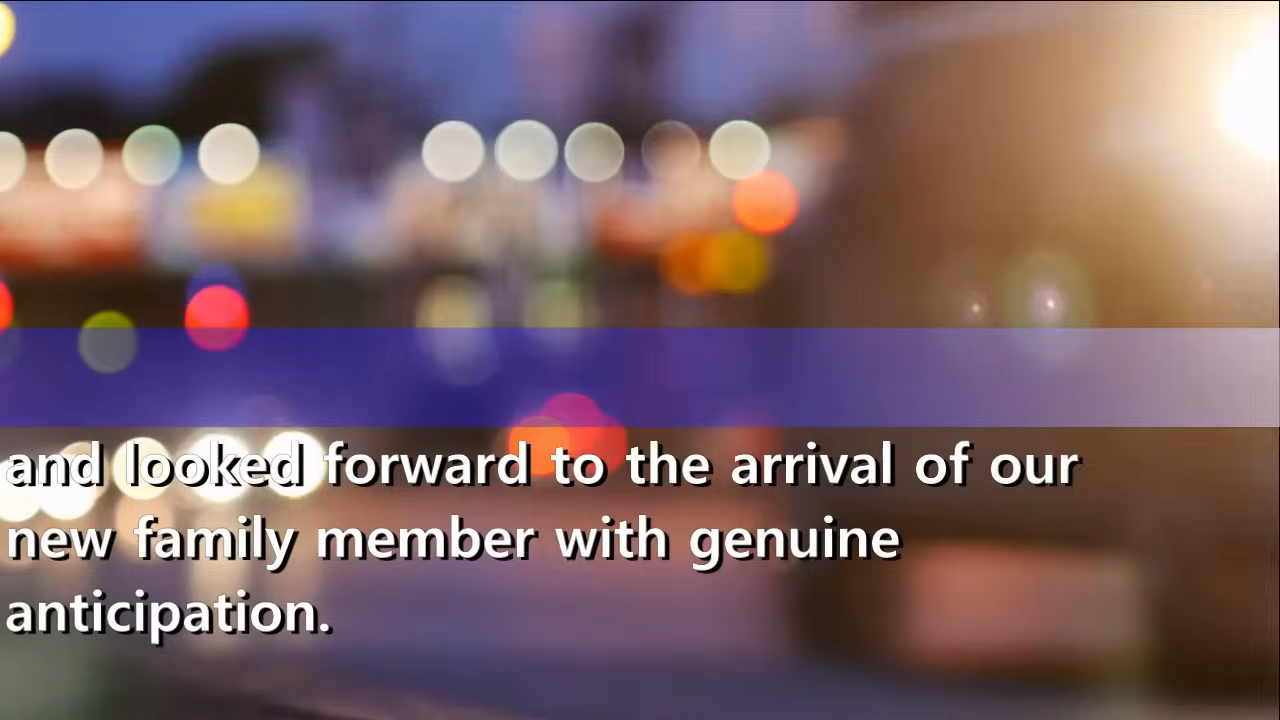 and looked forward to the arrival of our
new family member with genuine
anticipation.